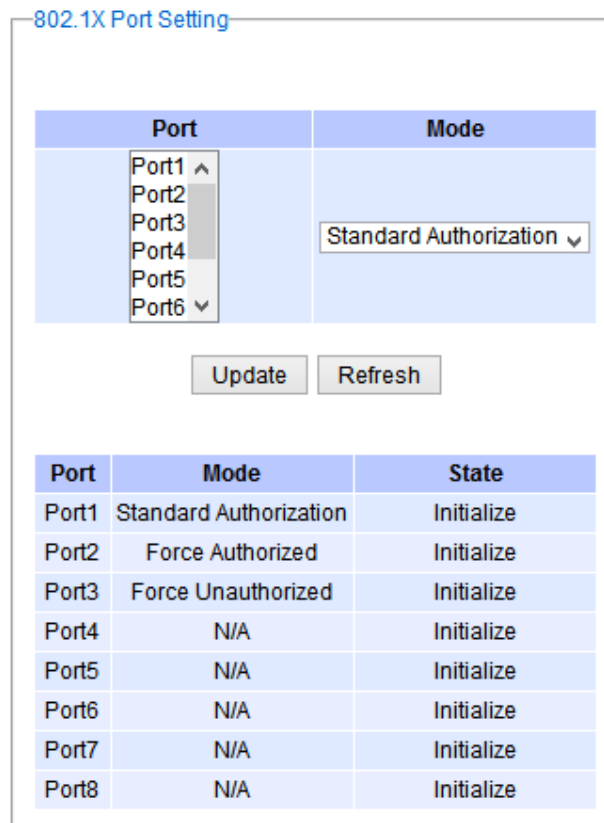 802.1X Port Setting
Port Mode
Port1
Port2
Port3
Port4
Port5
Port6
Standard Authorization
Update Refresh
Port Mode State
Port1 Standard Authorization Initialize
Port2 Force Authorized Initialize
Port3 Force Unauthorized Initialize
Port4 N/A Initialize
Port5 N/A Initialize
Port6 N/A Initialize
Port7 N/A Initialize
Port8 N/A Initialize